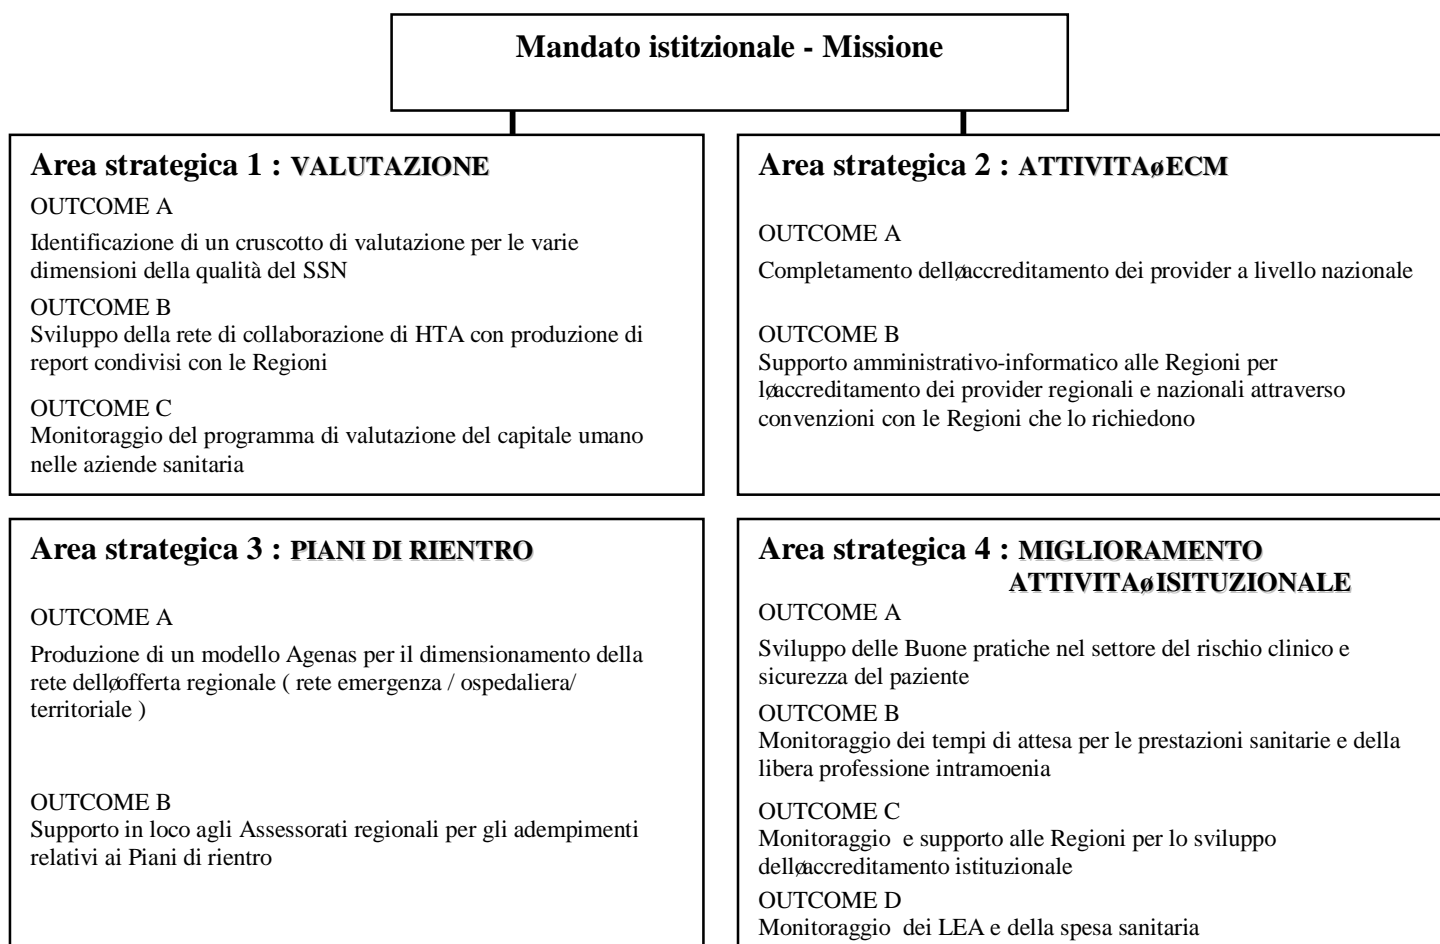 Mandato istitzionale - Missione
Area strategica 1 : VALUTAZIONE
OUTCOME A
Identificazione di un cruscotto di valutazione per le varie
dimensioni della qualità del SSN
OUTCOME B
Sviluppo della rete di collaborazione di HTA con produzione di
report condivisi con le Regioni
OUTCOME C
Monitoraggio del programma di valutazione del capitale umano
nelle aziende sanitaria
Area strategica 2 : ATTIVITAøECM
OUTCOME A
Completamento delløaccreditamento dei provider a livello nazionale
OUTCOME B
Supporto amministrativo-informatico alle Regioni per
løaccreditamento dei provider regionali e nazionali attraverso
convenzioni con le Regioni che lo richiedono
Area strategica 3 : PIANI DI RIENTRO
OUTCOME A
Produzione di un modello Agenas per il dimensionamento della
rete delløofferta regionale ( rete emergenza / ospedaliera/
territoriale )
OUTCOME B
Supporto in loco agli Assessorati regionali per gli adempimenti
relativi ai Piani di rientro
Area strategica 4 : MIGLIORAMENTO
ATTIVITAøISITUZIONALE
OUTCOME A
Sviluppo delle Buone pratiche nel settore del rischio clinico e
sicurezza del paziente
OUTCOME B
Monitoraggio dei tempi di attesa per le prestazioni sanitarie e della
libera professione intramoenia
OUTCOME C
Monitoraggio e supporto alle Regioni per lo sviluppo
delløaccreditamento istituzionale
OUTCOME D
Monitoraggio dei LEA e della spesa sanitaria